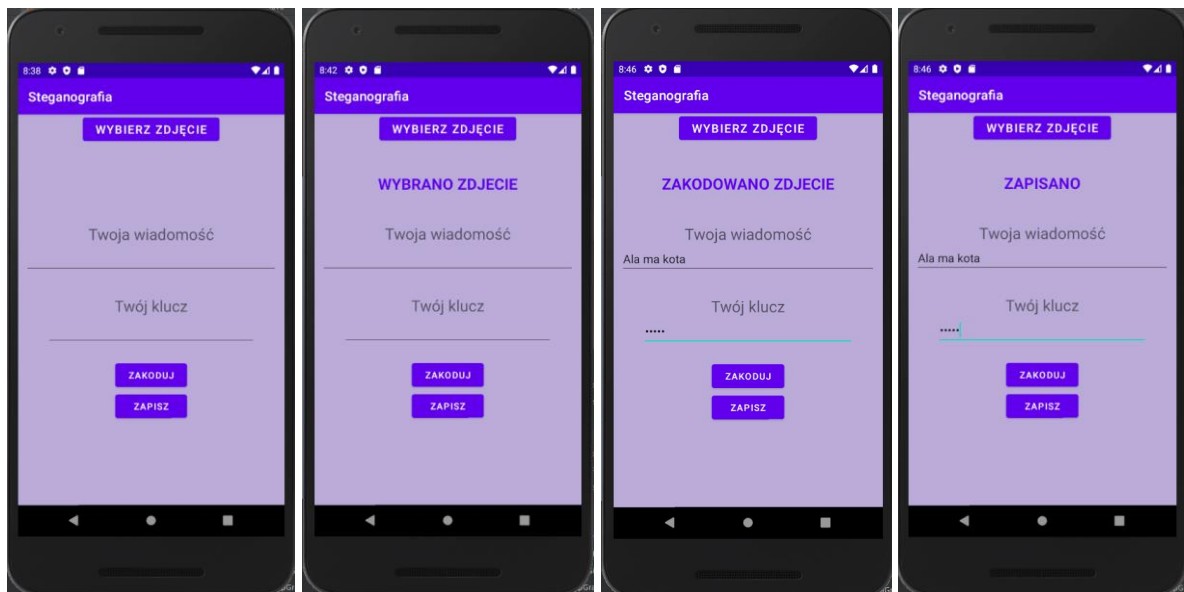 8:38
Steganografia
WYBIERZ ZDJĘCIE
Twoja wiadomość
Twój klucz
ZAKODUJ
ZAPISZ
8:42
Steganografia
WYBIERZ ZDJĘCIE
WYBRANO ZDJECIE
Twoja wiadomość
Twój klucz
ZAKODUJ
ZAPISZ
8:46
Steganografia
WYBIERZ ZDJĘCIE
ZAKODOWANO ZDJECIE
Twoja wiadomość
Ala ma kota
Twój klucz
•••••
ZAKODUJ
ZAPISZ
8:46
Steganografia
WYBIERZ ZDJĘCIE
ZAPISANO
Twoja wiadomość
Ala ma kota
Twój klucz
•••••
ZAKODUJ
ZAPISZ